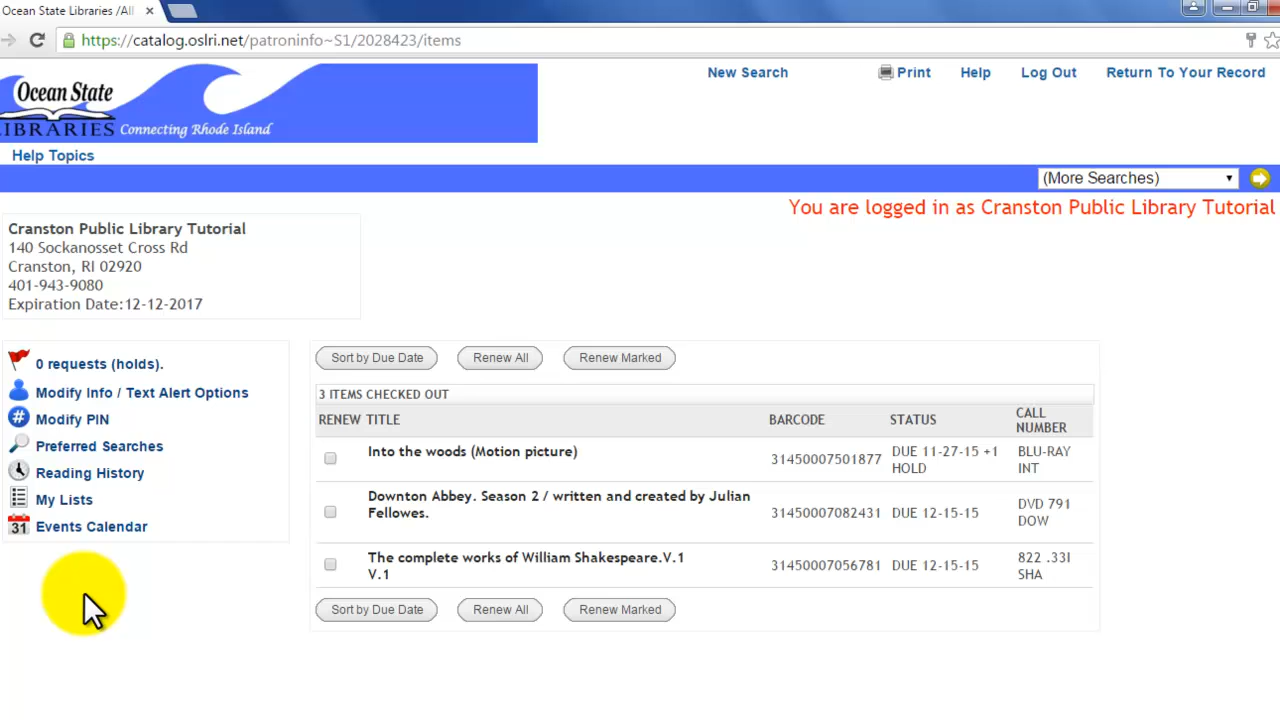 Ocean State Libraries /All
https://catalog.oslri.net/patroninfo~S1/2028423/items
New Search Print Help Log Out Return To Your Record
Ocean State
LIBRARIES Connecting Rhode Island
Help Topics
(More Searches)
You are logged in as Cranston Public Library Tutorial
Cranston Public Library Tutorial
140 Sockanosset Cross Rd
Cranston, RI 02920
401-943-9080
Expiration Date:12-12-2017
0 requests (holds).
Modify Info / Text Alert Options
# Modify PIN
Preferred Searches
Reading History
My Lists
31 Events Calendar
Sort by Due Date Renew All Renew Marked
3 ITEMS CHECKED OUT
RENEW TITLE BARCODE STATUS CALL NUMBER
Into the woods (Motion picture) 31450007501877 DUE 11-27-15 +1 HOLD BLU-RAY INT
Downton Abbey. Season 2 / written and created by Julian
Fellowes. 31450007082431 DUE 12-15-15 DVD 791 DOW
The complete works of William Shakespeare.V.1
V.1 31450007056781 DUE 12-15-15 822 .33I SHA
Sort by Due Date Renew All Renew Marked